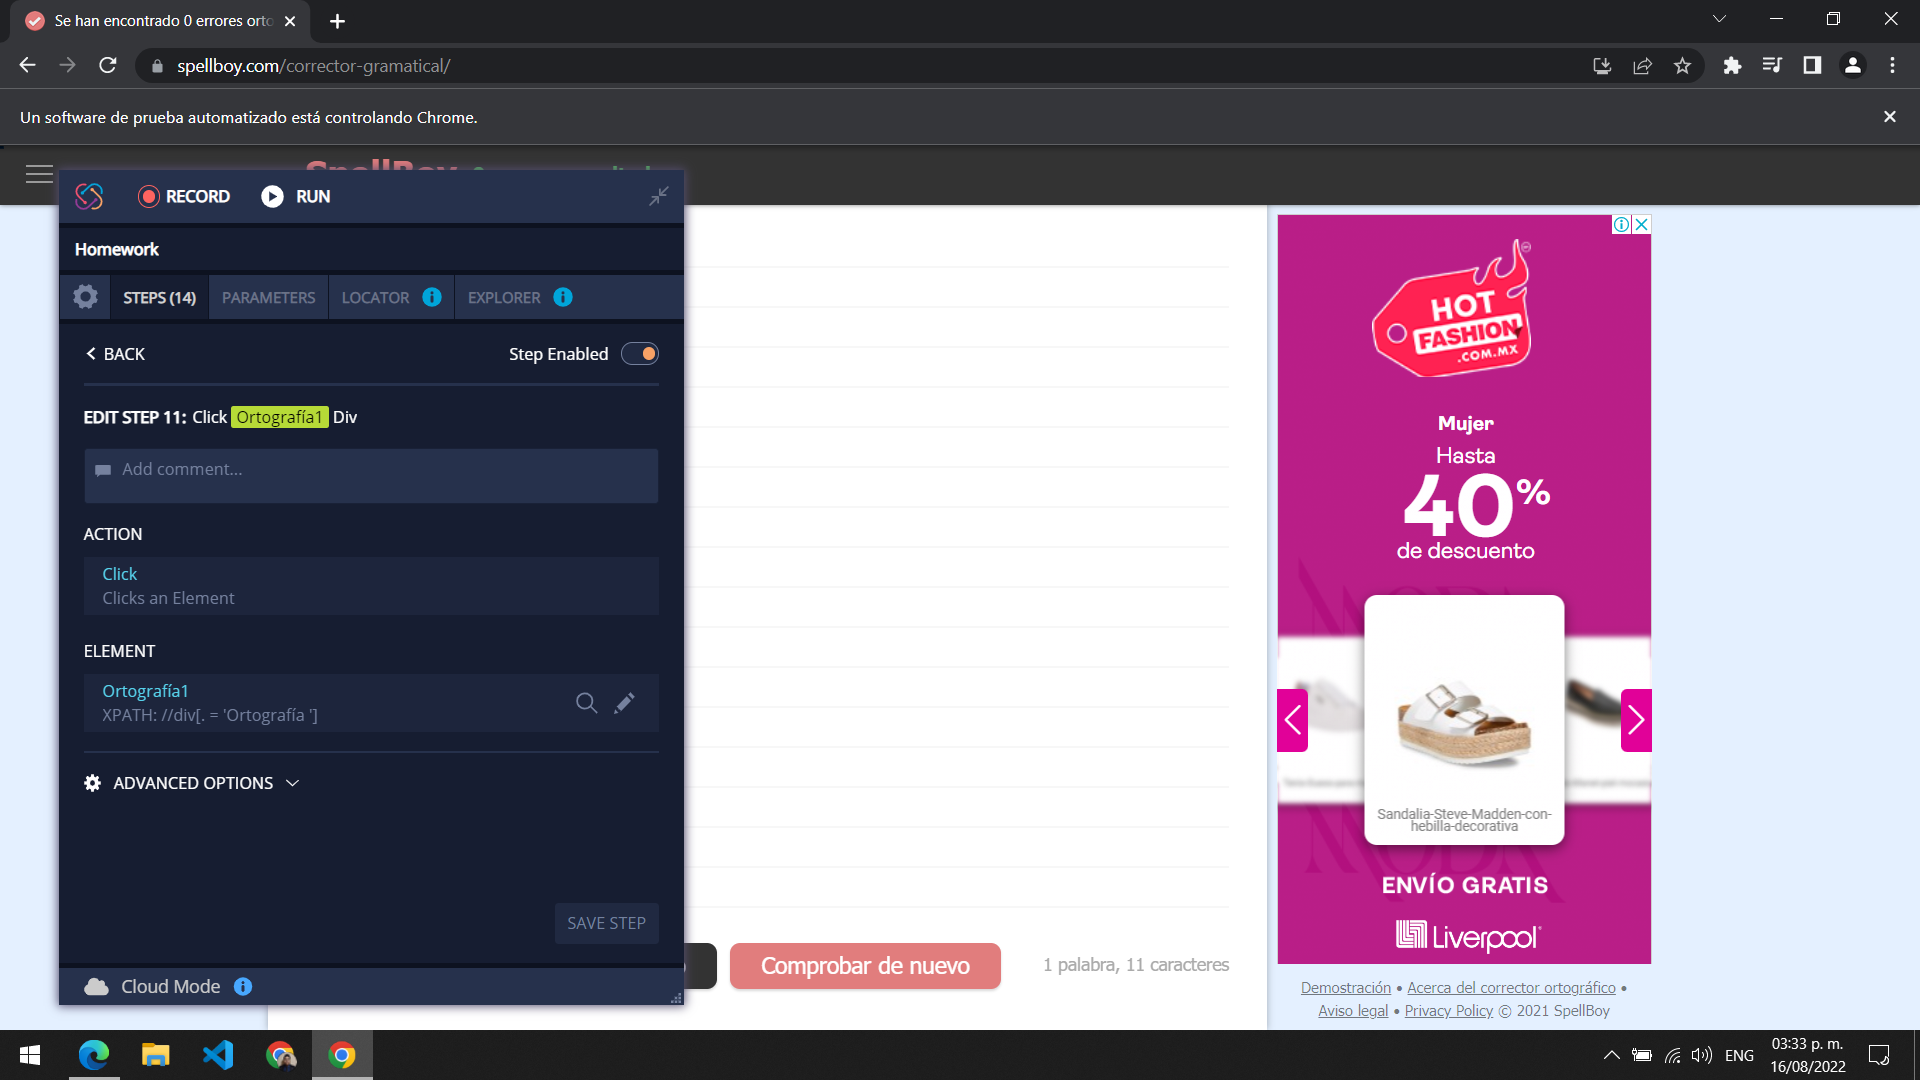 Se han encontrado 0 errores orto
spellboy.com/corrector-gramatical/
Un software de prueba automatizado está controlando Chrome.
RECORD
RUN
Homework
STEPS (14)
PARAMETERS
LOCATOR
EXPLORER
BACK
Step Enabled
EDIT STEP 11: Click Ortografía1 Div
Add comment...
ACTION
Click
Clicks an Element
ELEMENT
Ortografía1
XPATH: //div[. = 'Ortografía ']
ADVANCED OPTIONS
SAVE STEP
Cloud Mode
Comprobar de nuevo
1 palabra, 11 caracteres
HOT
FASHION
.COM.MX
Mujer
Hasta
40%
de descuento
Sandalia-Steve-Madden-con-
hebilla-decorativa
ENVÍO GRATIS
Liverpool
Demostración • Acerca del corrector ortográfico •
Aviso legal • Privacy Policy © 2021 SpellBoy
ENG
03:33 p. m.
16/08/2022